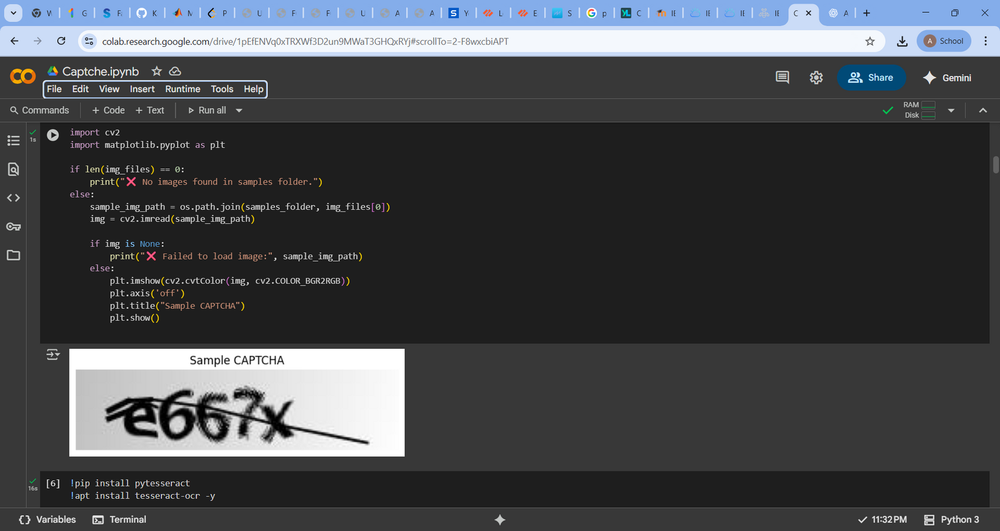 W
G
Fa
K
M
P
U
F
F
U
A
A
Yo
Lo
E
S
p
C
IE
IE
IE
IE
C
A
colab.research.google.com/drive/1pEfENVq0xTRXWf3D2un9MWaT3GHQxRYj#scrollTo=2-F8wxcbiAPT
A School
CO Captche.ipynb
File Edit View Insert Runtime Tools Help
Share Gemini
Commands + Code + Text Run all
RAM
Disk
1s
import cv2
import matplotlib.pyplot as plt
if len(img_files) == 0:
print("❌ No images found in samples folder.")
else:
sample_img_path = os.path.join(samples_folder, img_files[0])
img = cv2.imread(sample_img_path)
if img is None:
print("❌ Failed to load image:", sample_img_path)
else:
plt.imshow(cv2.cvtColor(img, cv2.COLOR_BGR2RGB))
plt.axis('off')
plt.title("Sample CAPTCHA")
plt.show()
Sample CAPTCHA
e667x
16s
[6] !pip install pytesseract
!apt install tesseract-ocr -y
Variables Terminal 11:32 PM Python 3